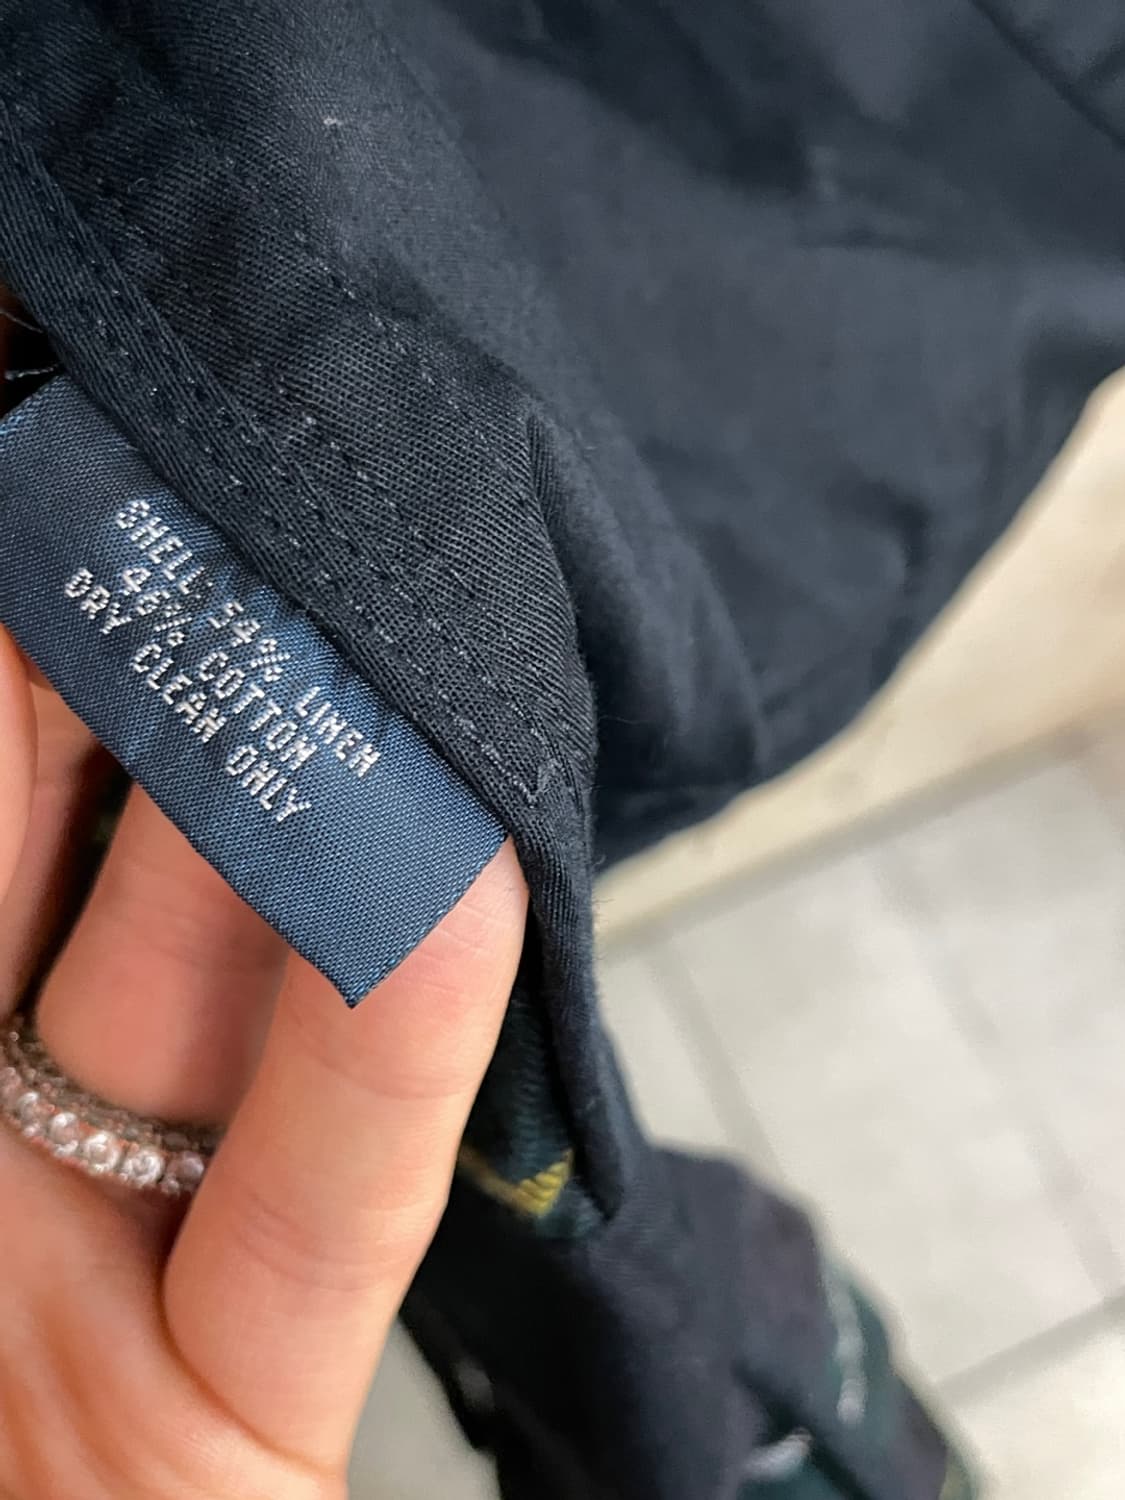 SHELL: 54% LINEN
46% COTTON
DRY CLEAN ONLY